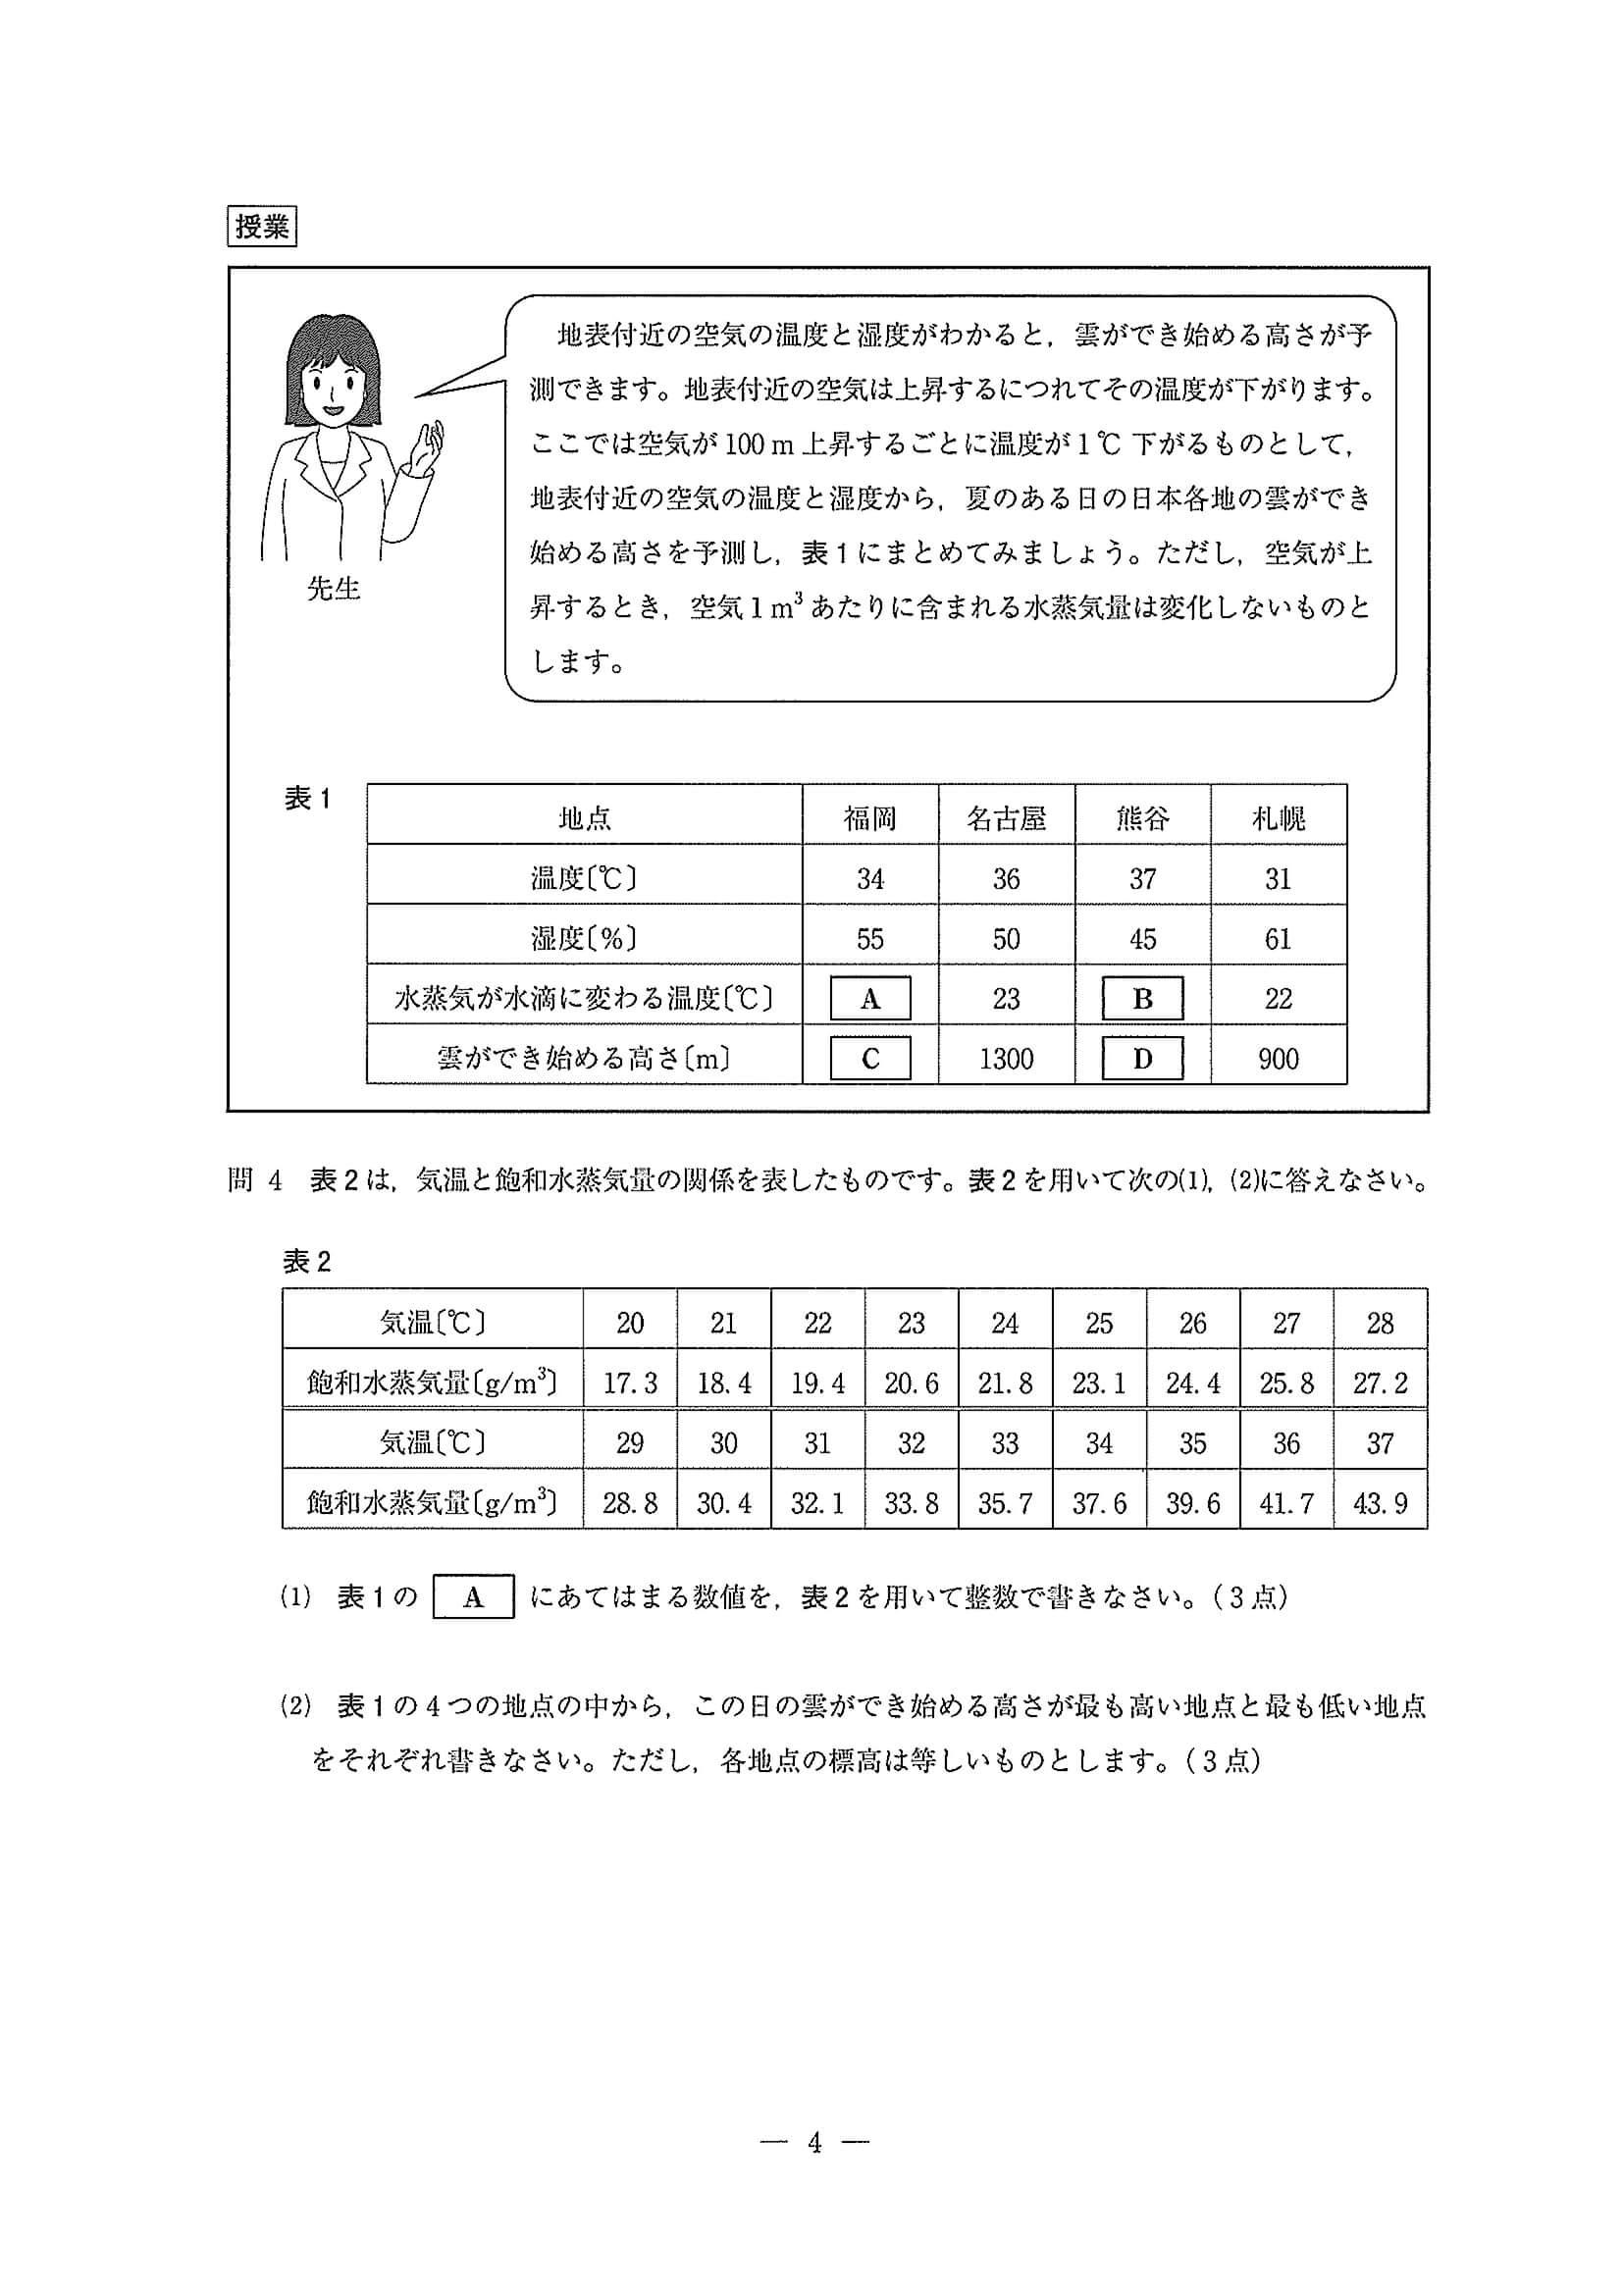 授業
地表付近の空気の温度と湿度がわかると，雲ができ始める高さが予
測できます。地表付近の空気は上昇するにつれてその温度が下がります。
ここでは空気が 100 m 上昇するごとに温度が 1 ℃ 下がるものとして，
地表付近の空気の温度と湿度から，夏のある日の日本各地の雲ができ
始める高さを予測し，表1にまとめてみましょう。ただし，空気が上
昇するとき，空気 1 m³ あたりに含まれる水蒸気量は変化しないものと
します。
先生
表1
地点 福岡 名古屋 熊谷 札幌
温度〔℃〕 34 36 37 31
湿度〔%〕 55 50 45 61
水蒸気が水滴に変わる温度〔℃〕 A 23 B 22
雲ができ始める高さ〔m〕 C 1300 D 900
問 4 表2は，気温と飽和水蒸気量の関係を表したものです。表2を用いて次の(1)，(2)に答えなさい。
表2
気温〔℃〕 20 21 22 23 24 25 26 27 28
飽和水蒸気量〔g/m³〕 17.3 18.4 19.4 20.6 21.8 23.1 24.4 25.8 27.2
気温〔℃〕 29 30 31 32 33 34 35 36 37
飽和水蒸気量〔g/m³〕 28.8 30.4 32.1 33.8 35.7 37.6 39.6 41.7 43.9
(1) 表1の A にあてはまる数値を，表2を用いて整数で書きなさい。（3点）
(2) 表1の4つの地点の中から，この日の雲ができ始める高さが最も高い地点と最も低い地点
をそれぞれ書きなさい。ただし，各地点の標高は等しいものとします。（3点）
— 4 —